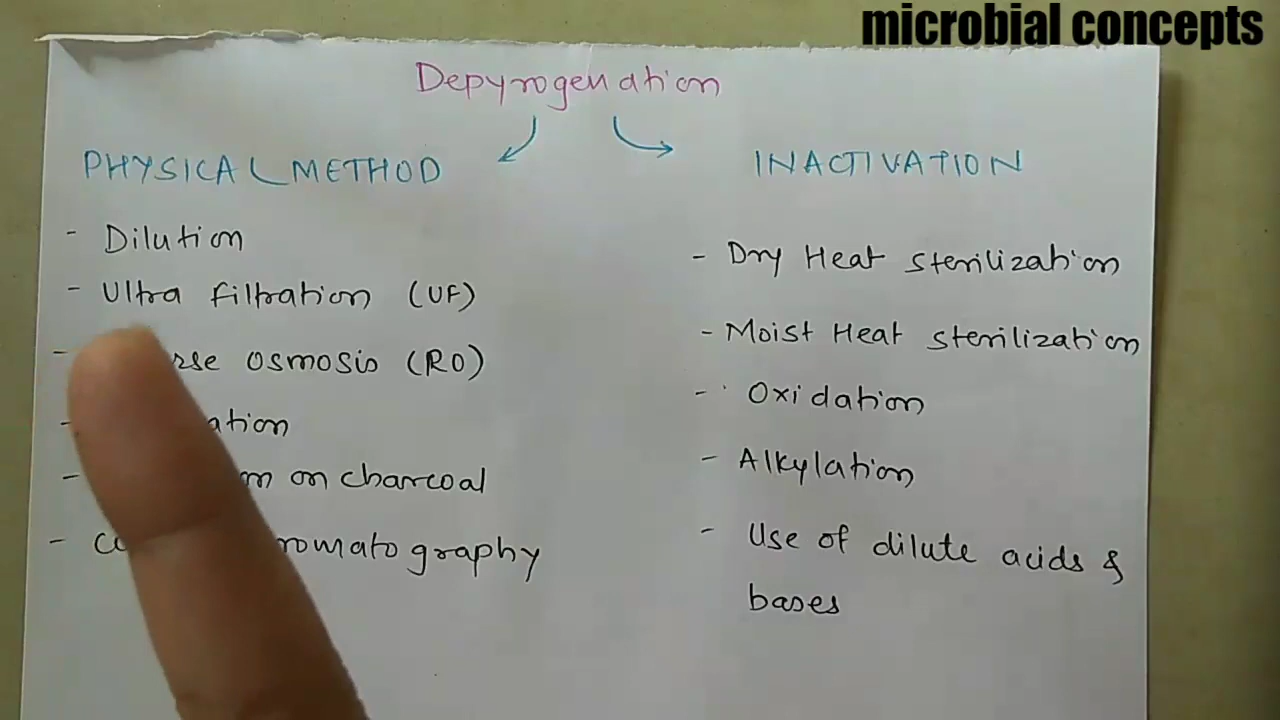 microbial concepts
Depyrogenation
PHYSICAL METHOD
- Dilution
- Ultra filtration (UF)
- osmosis (RO)
-
- on charcoal
-
INACTIVATION
- Dry Heat sterilization
- Moist Heat sterilization
- Oxidation
- Alkylation
- Use of dilute acids &
bases